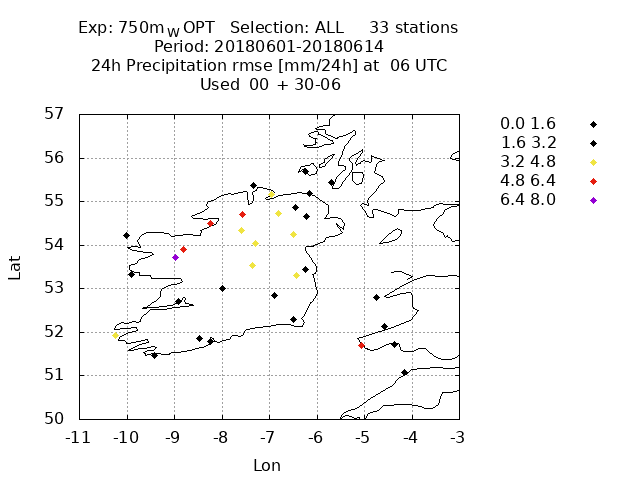 Exp: 750mWOPT Selection: ALL 33 stations
Period: 20180601-20180614
24h Precipitation rmse [mm/24h] at 06 UTC
Used 00 + 30-06
57
56
55
54
53
52
51
50
-11 -10 -9 -8 -7 -6 -5 -4 -3
Lat
Lon
0.0 1.6
1.6 3.2
3.2 4.8
4.8 6.4
6.4 8.0